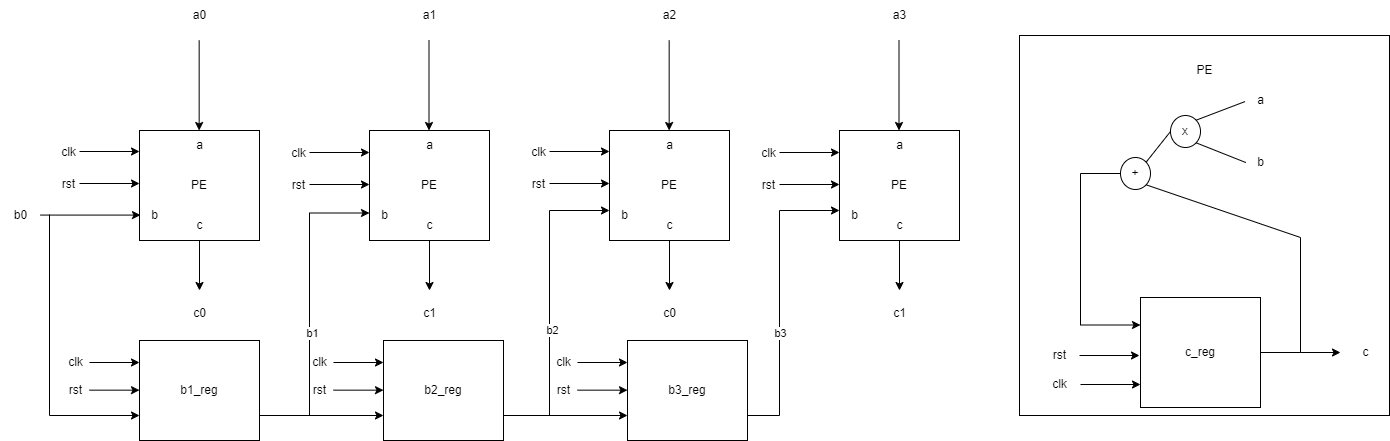 a0 a1 a2 a3
PE
a
b
x
+
a a a a
clk clk clk clk
PE PE PE PE
rst rst rst rst
b0 b b b b
c c c c
c0 c1 c0 c1
b1 b2 b3
clk clk clk
rst b1_reg rst b2_reg rst b3_reg
rst c_reg c
clk